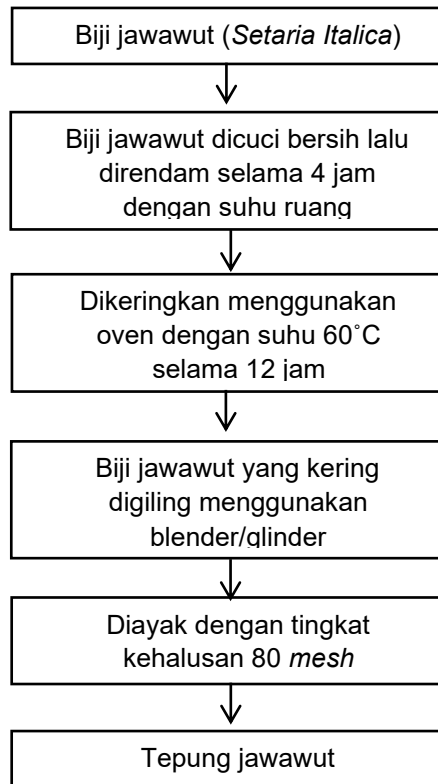 Biji jawawut (Setaria Italica)
Biji jawawut dicuci bersih lalu
direndam selama 4 jam
dengan suhu ruang
Dikeringkan menggunakan
oven dengan suhu 60˚C
selama 12 jam
Biji jawawut yang kering
digiling menggunakan
blender/glinder
Diayak dengan tingkat
kehalusan 80 mesh
Tepung jawawut